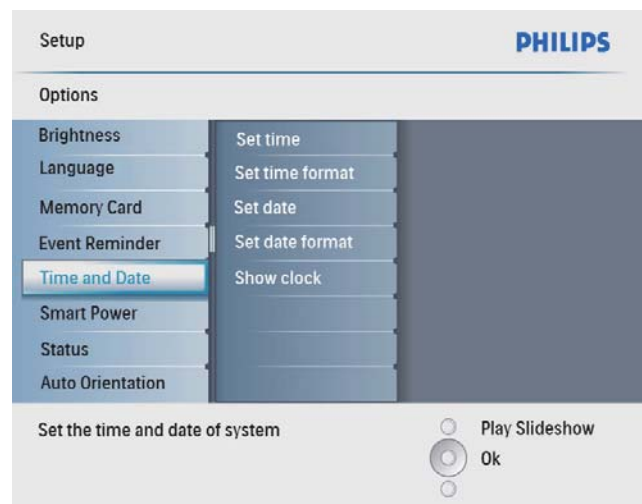 Setup
PHILIPS
Options
Brightness
Language
Memory Card
Event Reminder
Time and Date
Smart Power
Status
Auto Orientation
Set time
Set time format
Set date
Set date format
Show clock
Set the time and date of system
Play Slideshow
Ok